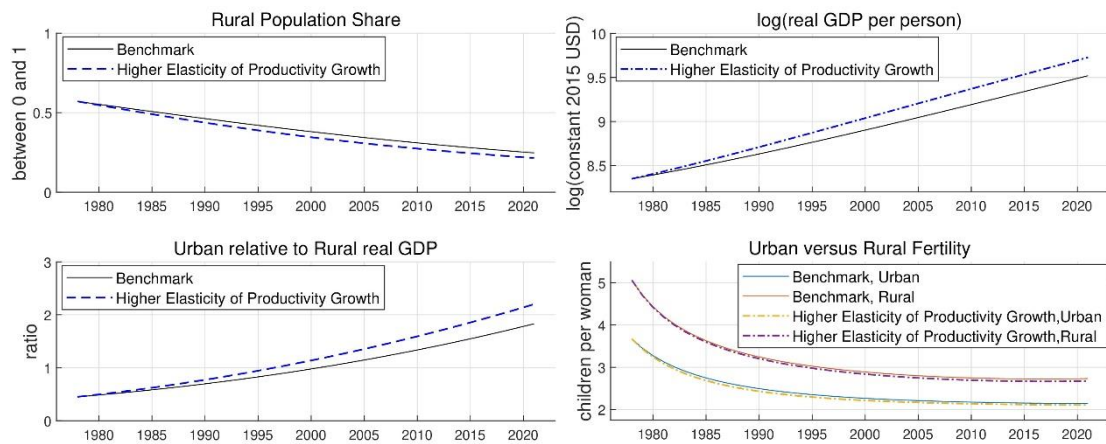 Rural Population Share
between 0 and 1
1
0.5
0
Benchmark
Higher Elasticity of Productivity Growth
1980 1985 1990 1995 2000 2005 2010 2015 2020
log(real GDP per person)
log(constant 2015 USD)
10
9.5
9
8.5
Benchmark
Higher Elasticity of Productivity Growth
1980 1985 1990 1995 2000 2005 2010 2015 2020
Urban relative to Rural real GDP
ratio
3
2
1
0
Benchmark
Higher Elasticity of Productivity Growth
1980 1985 1990 1995 2000 2005 2010 2015 2020
Urban versus Rural Fertility
children per woman
5
4
3
2
Benchmark, Urban
Benchmark, Rural
Higher Elasticity of Productivity Growth,Urban
Higher Elasticity of Productivity Growth,Rural
1980 1985 1990 1995 2000 2005 2010 2015 2020